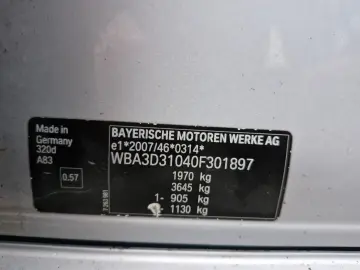 BAYERISCHE MOTOREN WERKE AG
e1*2007/46*0314*
WBA3D31040F301897
1970 kg
3645 kg
1- 905 kg
- 1130 kg
Made in
Germany
320d
A83
0.57